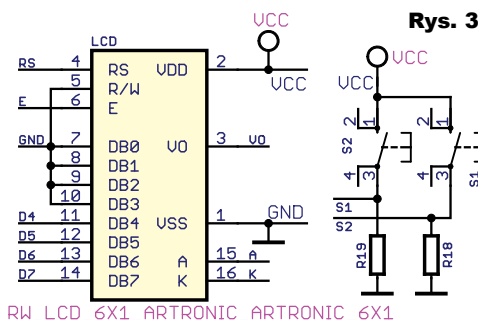 Rys. 3
VCC
LCD
RS 4 RS VDD 2 VCC
5 R/W
E 6 E
GND 7 DB0 VO 3 VO
8 DB1
9 DB2
10 DB3
D4 11 DB4 VSS 1 GND
D5 12 DB5
D6 13 DB6 A 15 A
D7 14 DB7 K 16 K
RW LCD 6X1 ARTRONIC ARTRONIC 6X1
VCC
VCC
2 1 2 1
S2
4 3 4 3
S1
S1
S2
R19 R18